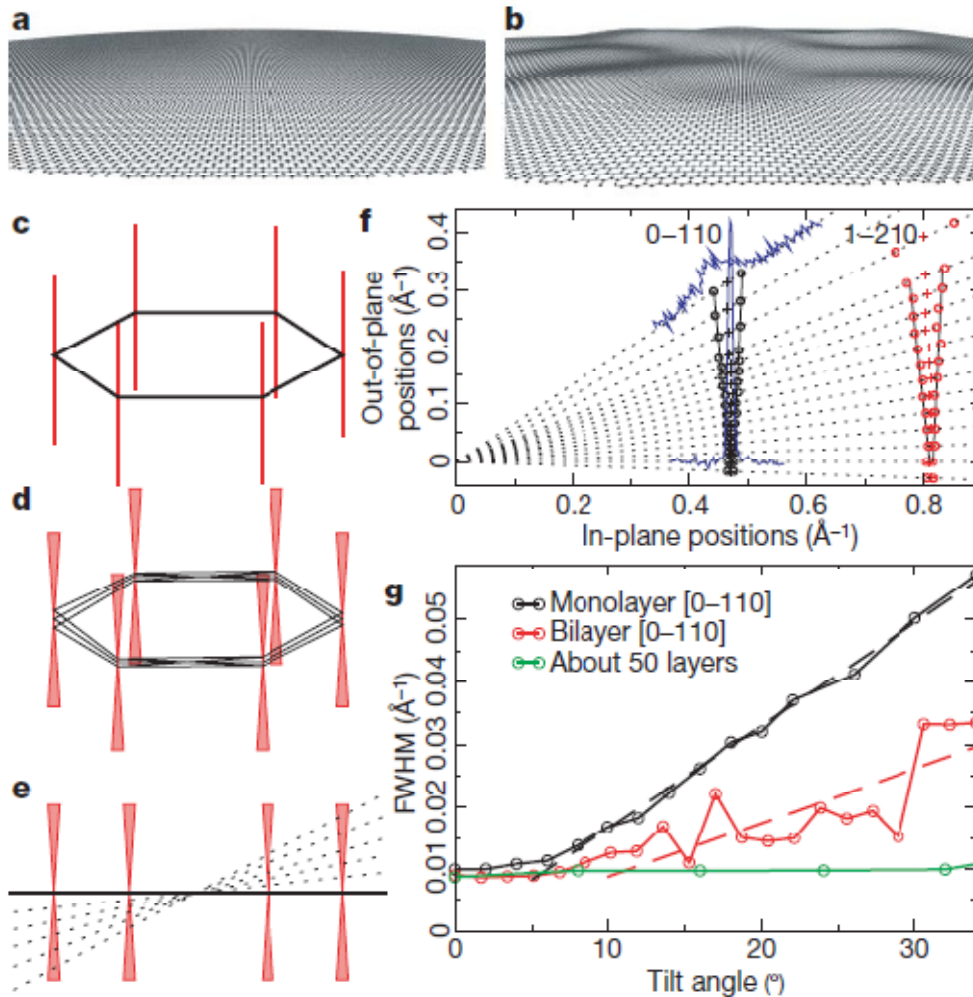 a
b
c
f
0–110
1–210
0.4
0.3
0.2
0.1
0
Out-of-plane
positions (Å⁻¹)
0 0.2 0.4 0.6 0.8
In-plane positions (Å⁻¹)
d
g
Monolayer [0–110]
Bilayer [0–110]
About 50 layers
0.05
0.04
0.03
0.02
0.01
0
FWHM (Å⁻¹)
0 10 20 30
Tilt angle (°)
e